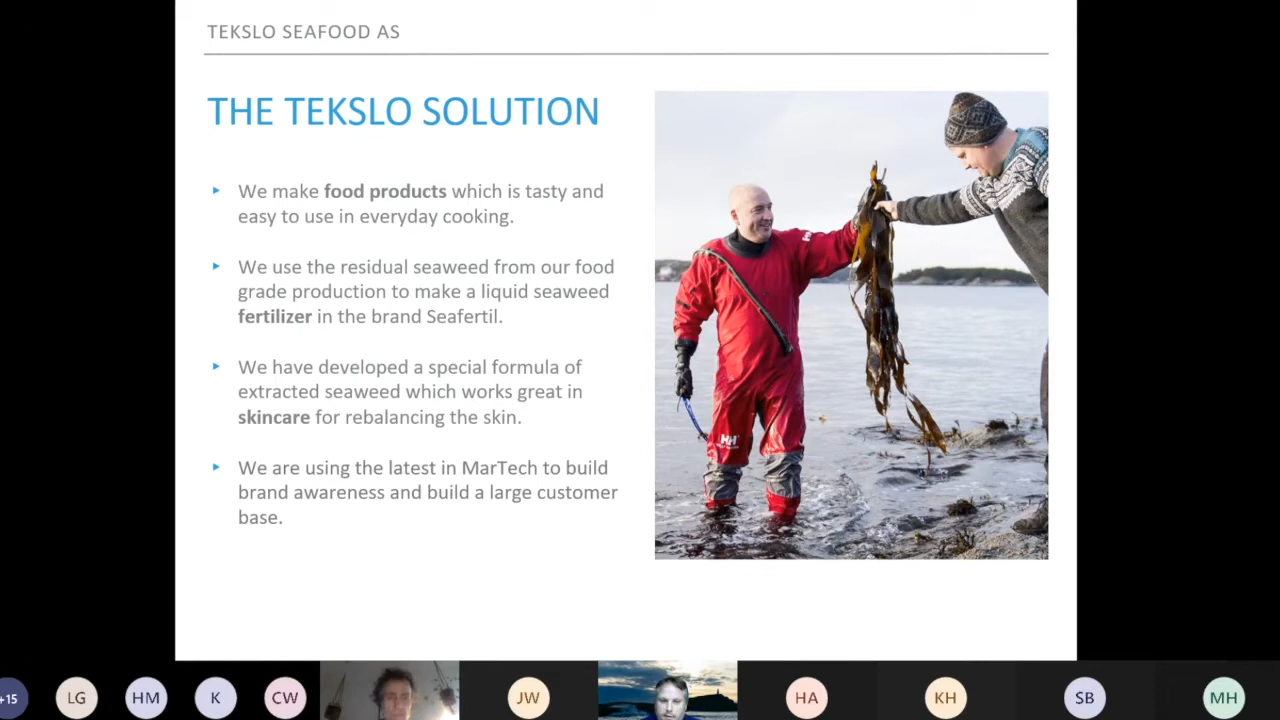 TEKSLO SEAFOOD AS
THE TEKSLO SOLUTION
We make food products which is tasty and
easy to use in everyday cooking.
We use the residual seaweed from our food
grade production to make a liquid seaweed
fertilizer in the brand Seafertil.
We have developed a special formula of
extracted seaweed which works great in
skincare for rebalancing the skin.
We are using the latest in MarTech to build
brand awareness and build a large customer
base.
HH
+15
LG
HM
K
CW
JW
HA
KH
SB
MH